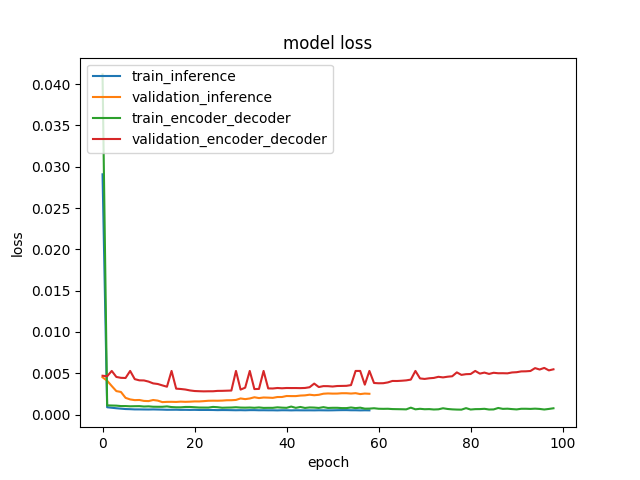 model loss
train_inference
validation_inference
train_encoder_decoder
validation_encoder_decoder
loss
0.040
0.035
0.030
0.025
0.020
0.015
0.010
0.005
0.000
0 20 40 60 80 100
epoch